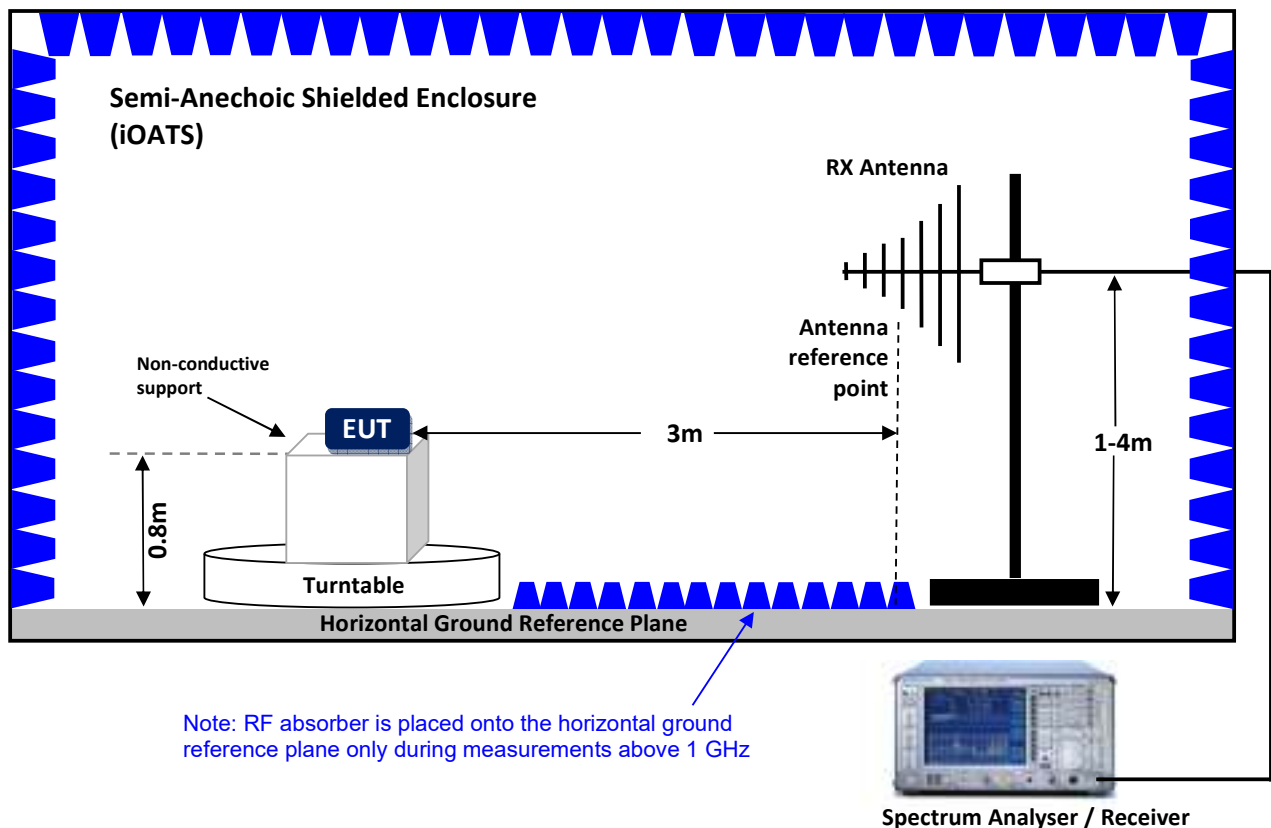 Semi-Anechoic Shielded Enclosure
(iOATS)
RX Antenna
Antenna
reference
point
Non-conductive
support
EUT
3m
1-4m
0.8m
Turntable
Horizontal Ground Reference Plane
Note: RF absorber is placed onto the horizontal ground
reference plane only during measurements above 1 GHz
Spectrum Analyser / Receiver